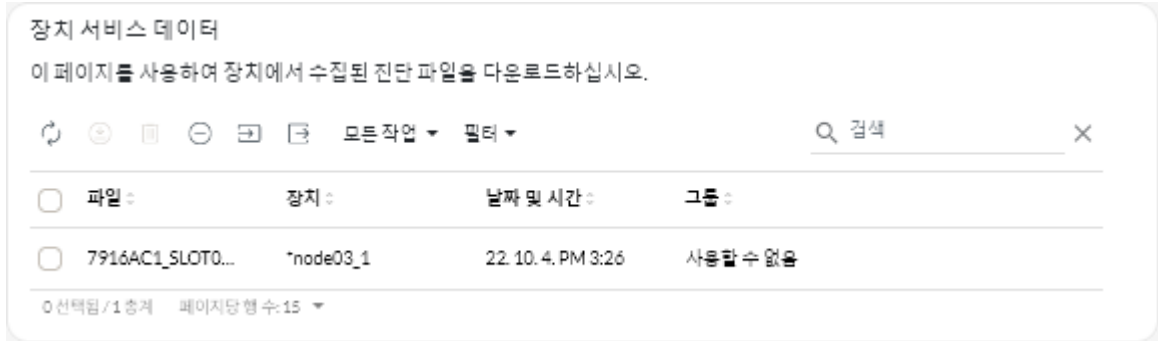 장치 서비스 데이터
이 페이지를 사용하여 장치에서 수집된 진단 파일을 다운로드하십시오.
모든 작업 필터 검색
파일 장치 날짜 및 시간 그룹
7916AC1_SLOT0... *node03_1 22. 10. 4. PM 3:26 사용할 수 없음
0 선택됨 / 1 총계 페이지당 행 수: 15